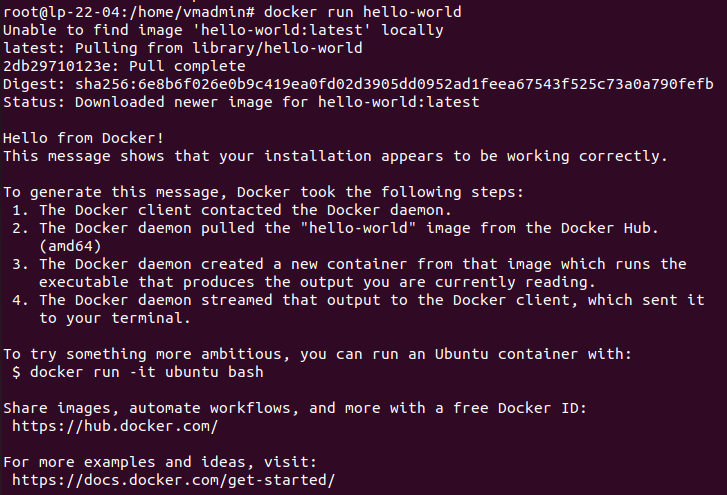 root@lp-22-04:/home/vmadmin# docker run hello-world
Unable to find image 'hello-world:latest' locally
latest: Pulling from library/hello-world
2db29710123e: Pull complete
Digest: sha256:6e8b6f026e0b9c419ea0fd02d3905dd0952ad1feea67543f525c73a0a790fefb
Status: Downloaded newer image for hello-world:latest

Hello from Docker!
This message shows that your installation appears to be working correctly.

To generate this message, Docker took the following steps:
 1. The Docker client contacted the Docker daemon.
 2. The Docker daemon pulled the "hello-world" image from the Docker Hub.
    (amd64)
 3. The Docker daemon created a new container from that image which runs the
    executable that produces the output you are currently reading.
 4. The Docker daemon streamed that output to the Docker client, which sent it
    to your terminal.

To try something more ambitious, you can run an Ubuntu container with:
 $ docker run -it ubuntu bash

Share images, automate workflows, and more with a free Docker ID:
 https://hub.docker.com/

For more examples and ideas, visit:
 https://docs.docker.com/get-started/